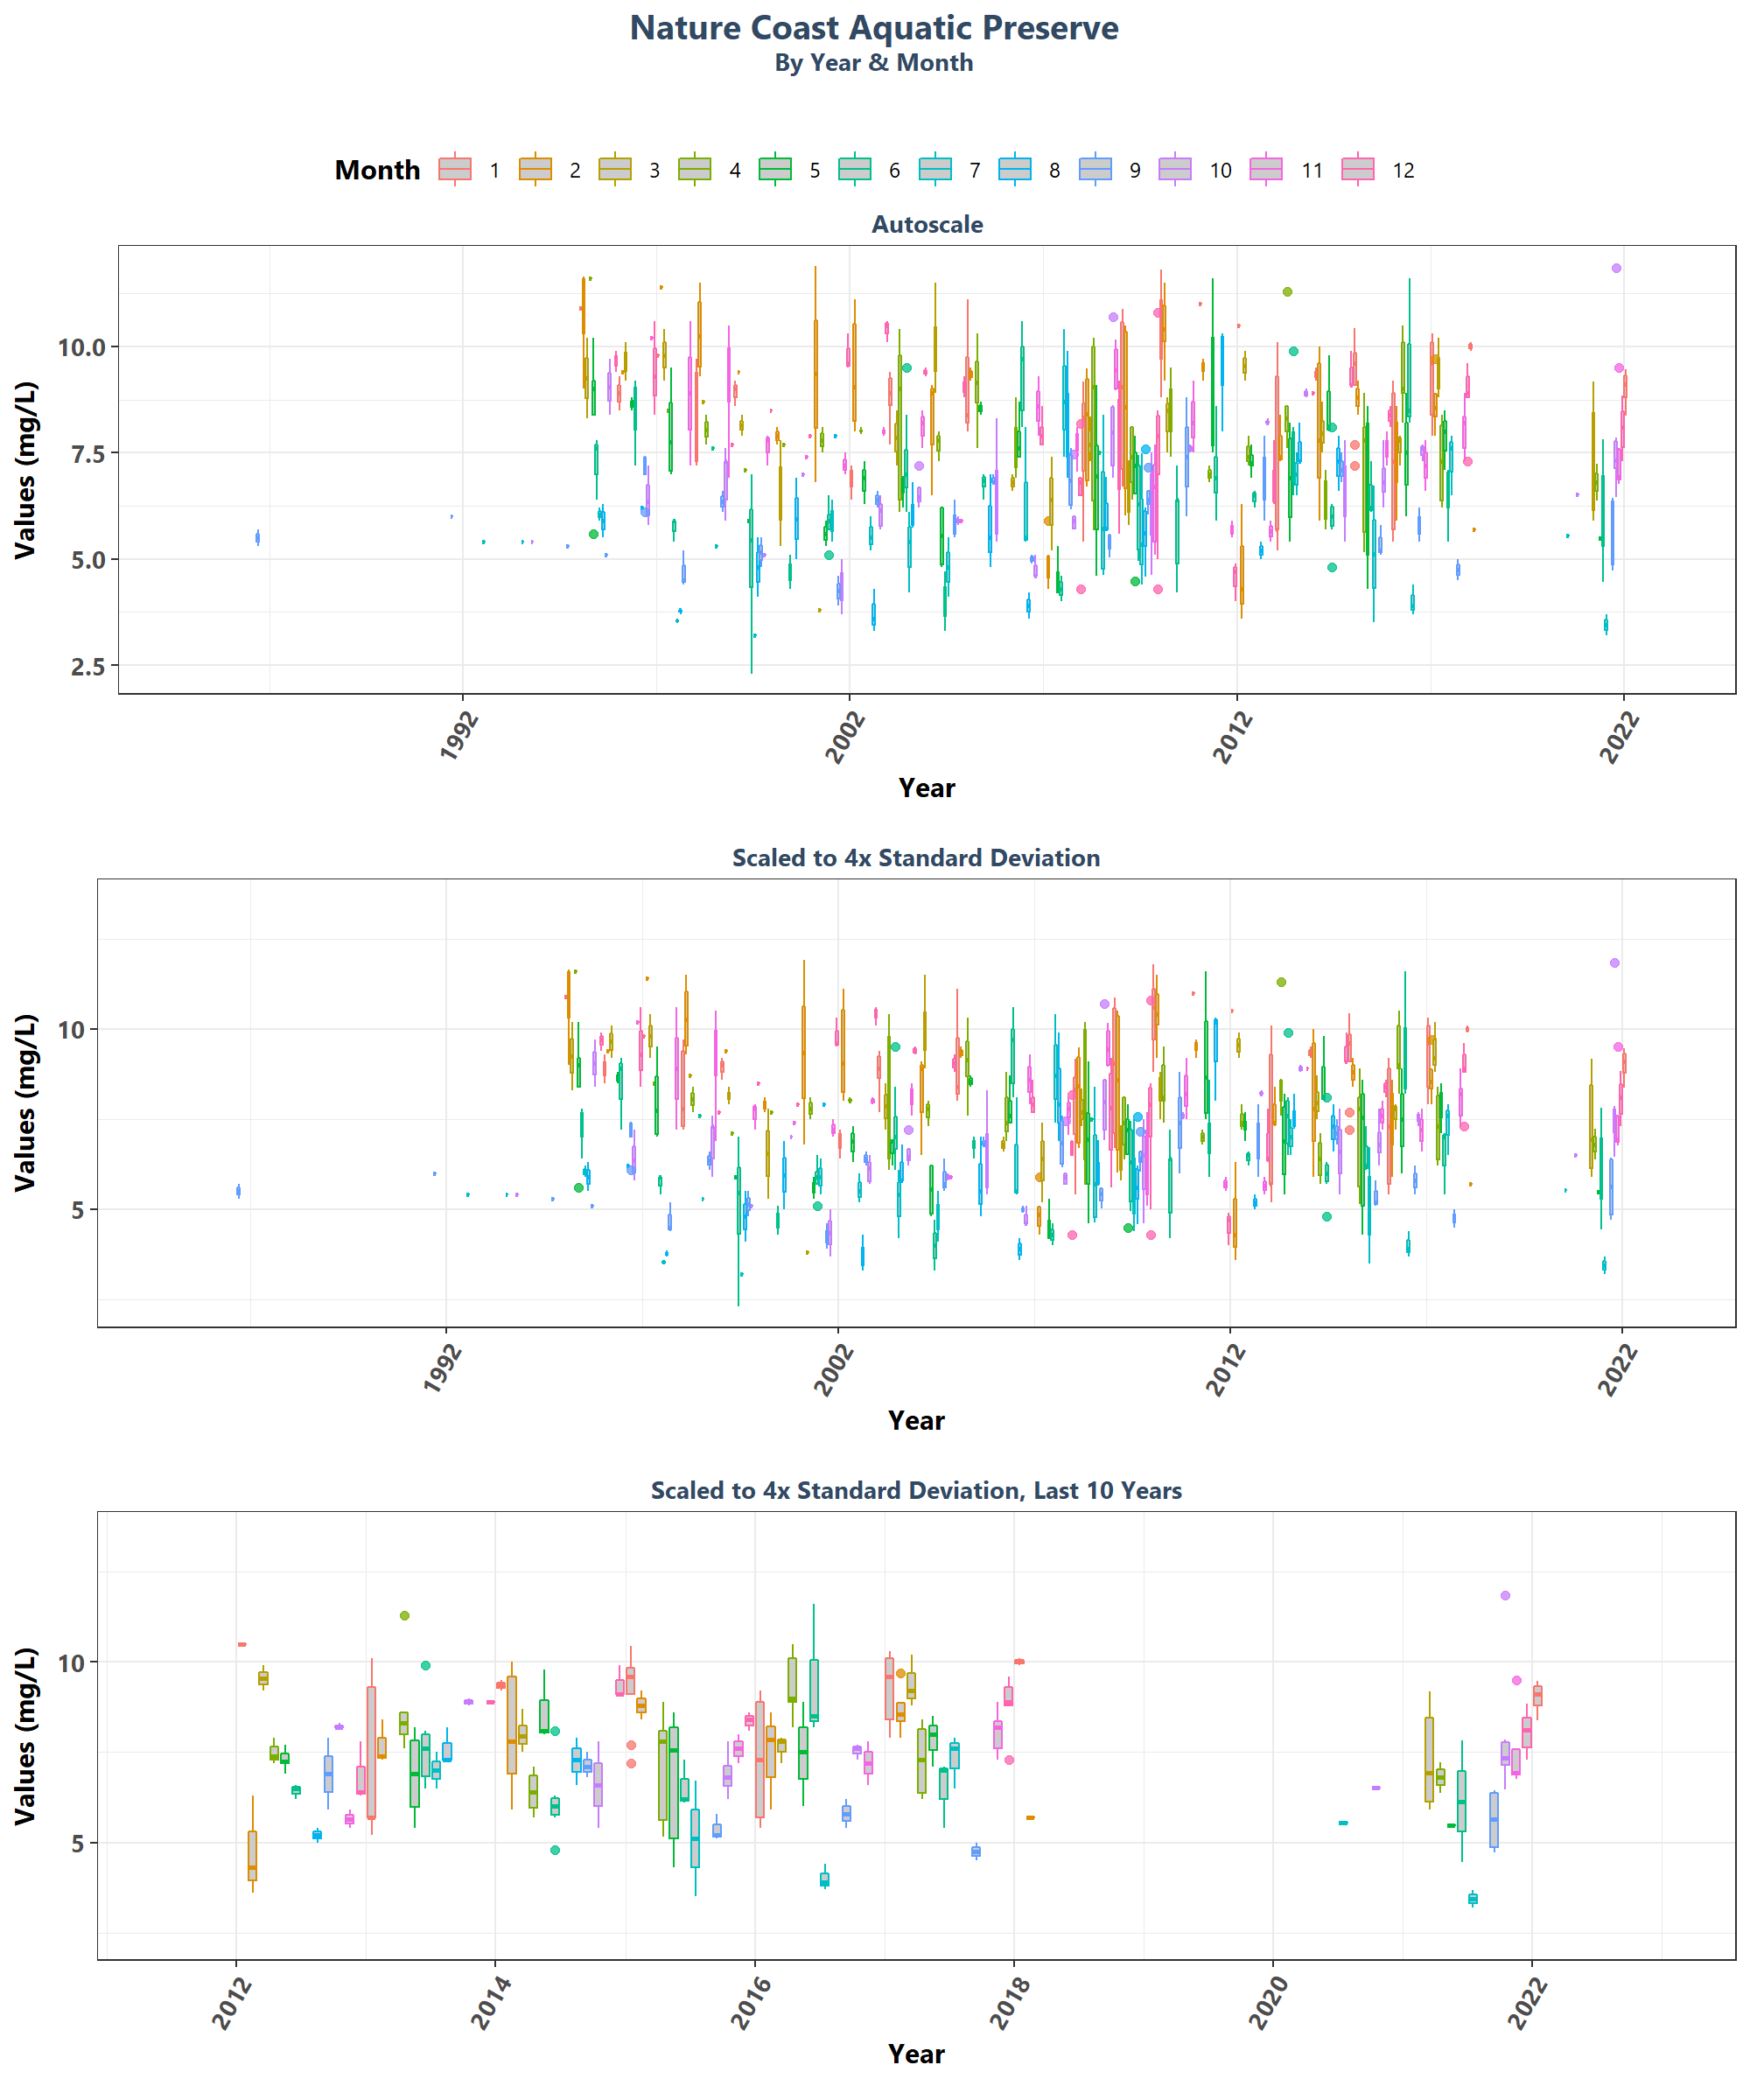 Nature Coast Aquatic Preserve
By Year & Month
Month 1 2 3 4 5 6 7 8 9 10 11 12
Autoscale
Values (mg/L)
10.0
7.5
5.0
2.5
1992 2002 2012 2022
Year
Scaled to 4x Standard Deviation
Values (mg/L)
10
5
1992 2002 2012 2022
Year
Scaled to 4x Standard Deviation, Last 10 Years
Values (mg/L)
10
5
2012 2014 2016 2018 2020 2022
Year